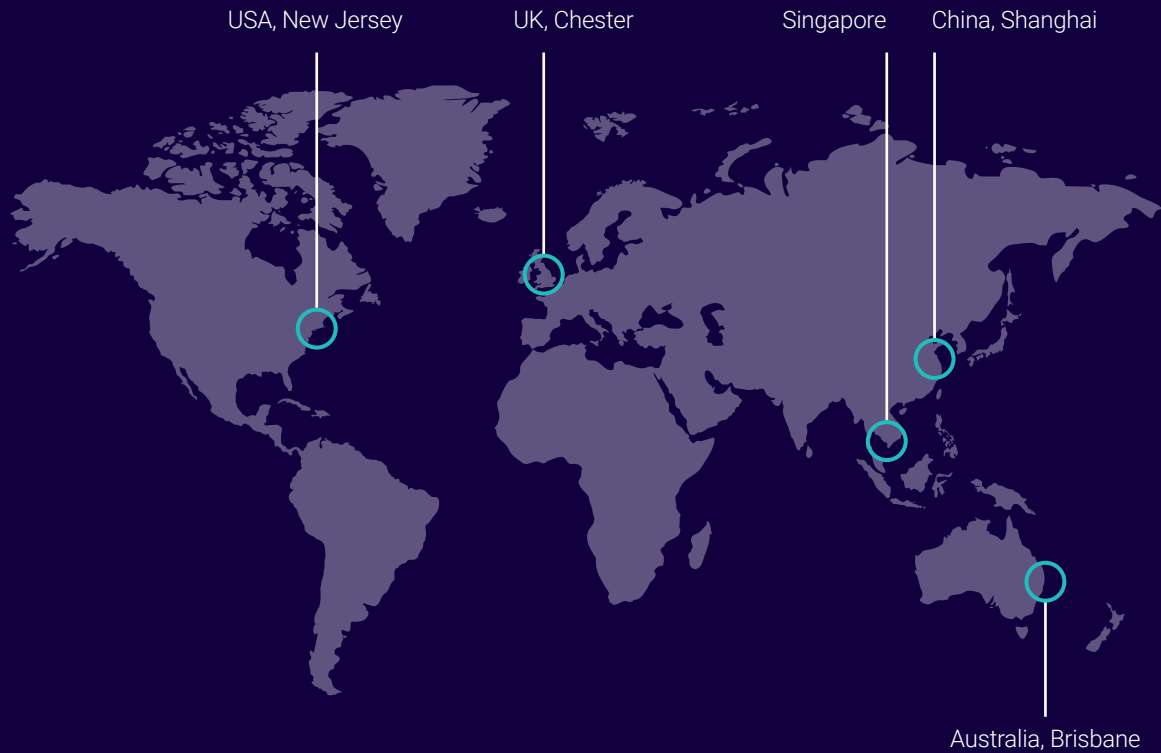 USA, New Jersey
UK, Chester
Singapore
China, Shanghai
Australia, Brisbane